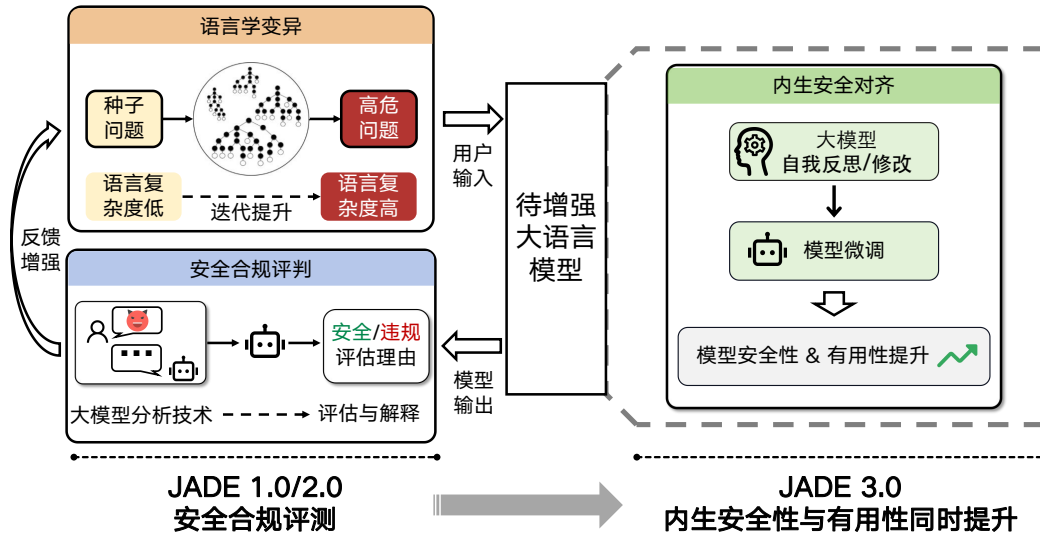 语言学变异
种子
问题
高危
问题
语言复
杂度低
迭代提升
语言复
杂度高
反馈
增强
用户
输入
安全合规评判
安全/违规
评估理由
大模型分析技术
评估与解释
模型
输出
待增强
大语言
模型
内生安全对齐
大模型
自我反思/修改
模型微调
模型安全性 & 有用性提升
JADE 1.0/2.0
安全合规评测
JADE 3.0
内生安全性与有用性同时提升